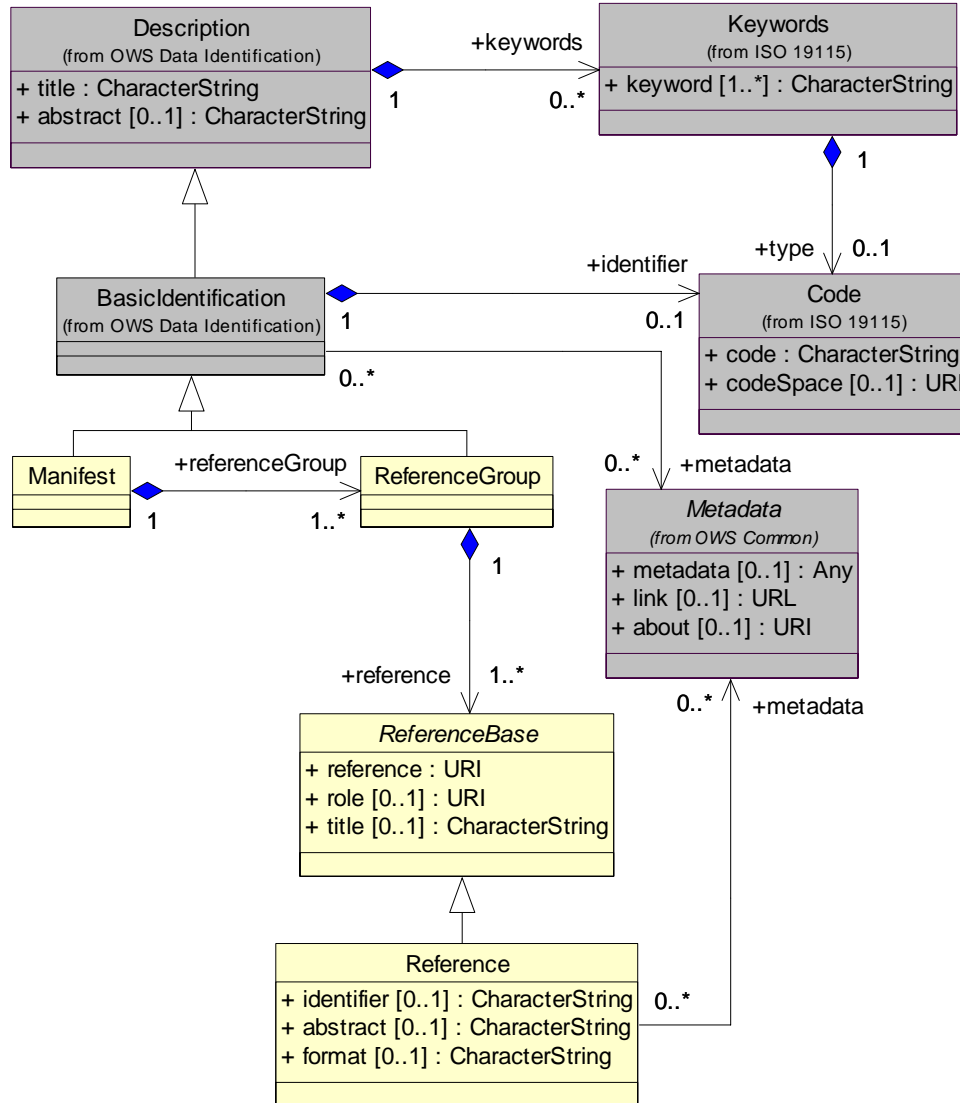 Description
(from OWS Data Identification)
+ title : CharacterString
+ abstract [0..1] : CharacterString
+keywords
1
0..*
Keywords
(from ISO 19115)
+ keyword [1..*] : CharacterString
1
+type
0..1
BasicIdentification
(from OWS Data Identification)
+identifier
1
0..1
Code
(from ISO 19115)
+ code : CharacterString
+ codeSpace [0..1] : URI
0..*
0..*
+metadata
Manifest
+referenceGroup
1
1..*
ReferenceGroup
1
Metadata
(from OWS Common)
+ metadata [0..1] : Any
+ link [0..1] : URL
+ about [0..1] : URI
+reference
1..*
0..*
+metadata
ReferenceBase
+ reference : URI
+ role [0..1] : URI
+ title [0..1] : CharacterString
Reference
+ identifier [0..1] : CharacterString
+ abstract [0..1] : CharacterString
+ format [0..1] : CharacterString
0..*